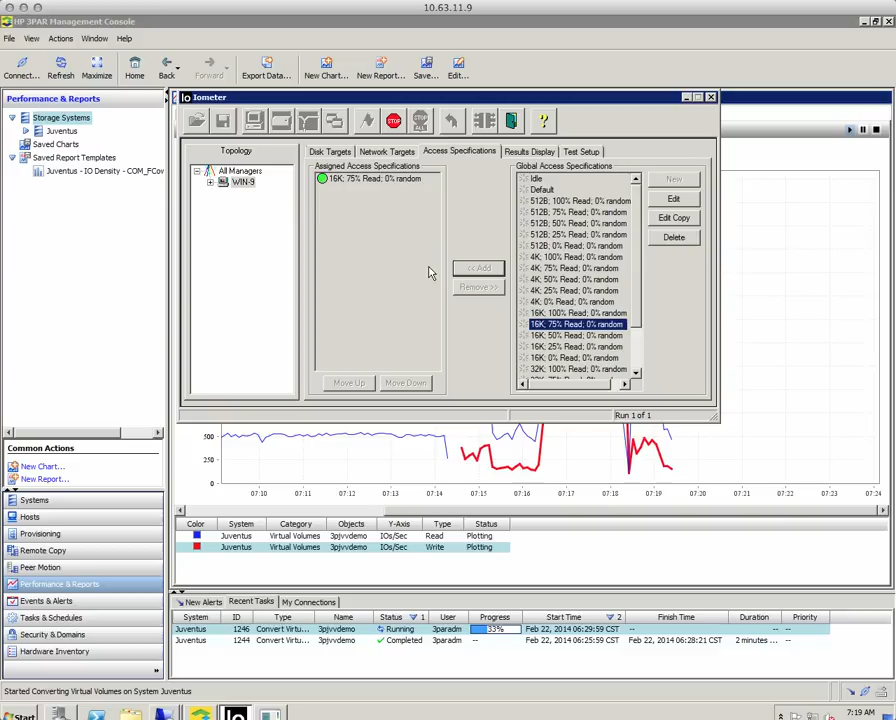 10.63.11.9
HP 3PAR Management Console
File View Actions Window Help
Connect... Refresh Maximize Home Back Forward Export Data... New Chart... New Report... Save... Edit...
Performance & Reports
Storage Systems
Juventus
Saved Charts
Saved Report Templates
Juventus - IO Density - COM_FCov
Iometer
STOP
STOP ALL
Topology
All Managers
WIN-9
Disk Targets Network Targets Access Specifications Results Display Test Setup
Assigned Access Specifications
16K; 75% Read; 0% random
<< Add
Remove >>
Move Up Move Down
Global Access Specifications
Idle
Default
512B; 100% Read; 0% random
512B; 75% Read; 0% random
512B; 50% Read; 0% random
512B; 25% Read; 0% random
512B; 0% Read; 0% random
4K; 100% Read; 0% random
4K; 75% Read; 0% random
4K; 50% Read; 0% random
4K; 25% Read; 0% random
4K; 0% Read; 0% random
16K; 100% Read; 0% random
16K; 75% Read; 0% random
16K; 50% Read; 0% random
16K; 25% Read; 0% random
16K; 0% Read; 0% random
32K; 100% Read; 0% random
New
Edit
Edit Copy
Delete
Run 1 of 1
500
250
0
07:10 07:11 07:12 07:13 07:14 07:15 07:16 07:17 07:18 07:19 07:20 07:21 07:22 07:23 07:24
Color System Category Objects Y-Axis Type Status
Juventus Virtual Volumes 3pjvvdemo IOs/Sec Read Plotting
Juventus Virtual Volumes 3pjvvdemo IOs/Sec Write Plotting
Common Actions
New Chart...
New Report...
Systems
Hosts
Provisioning
Remote Copy
Peer Motion
Performance & Reports
Events & Alerts
Tasks & Schedules
Security & Domains
Hardware Inventory
New Alerts Recent Tasks My Connections
System ID Type Name User Status 1 Progress Start Time 2 Finish Time Duration Priority
Juventus 1246 Convert Virtu... 3pjvvdemo 3paradm Running 33% Feb 22, 2014 06:29:59 CST -- -- --
Juventus 1244 Convert Virtu... 3pjvvdemo 3paradm Completed -- Feb 22, 2014 06:25:59 CST Feb 22, 2014 06:28:21 CST 2 minutes ... --
Started Converting Virtual Volumes on System Juventus
Start
7:19 AM